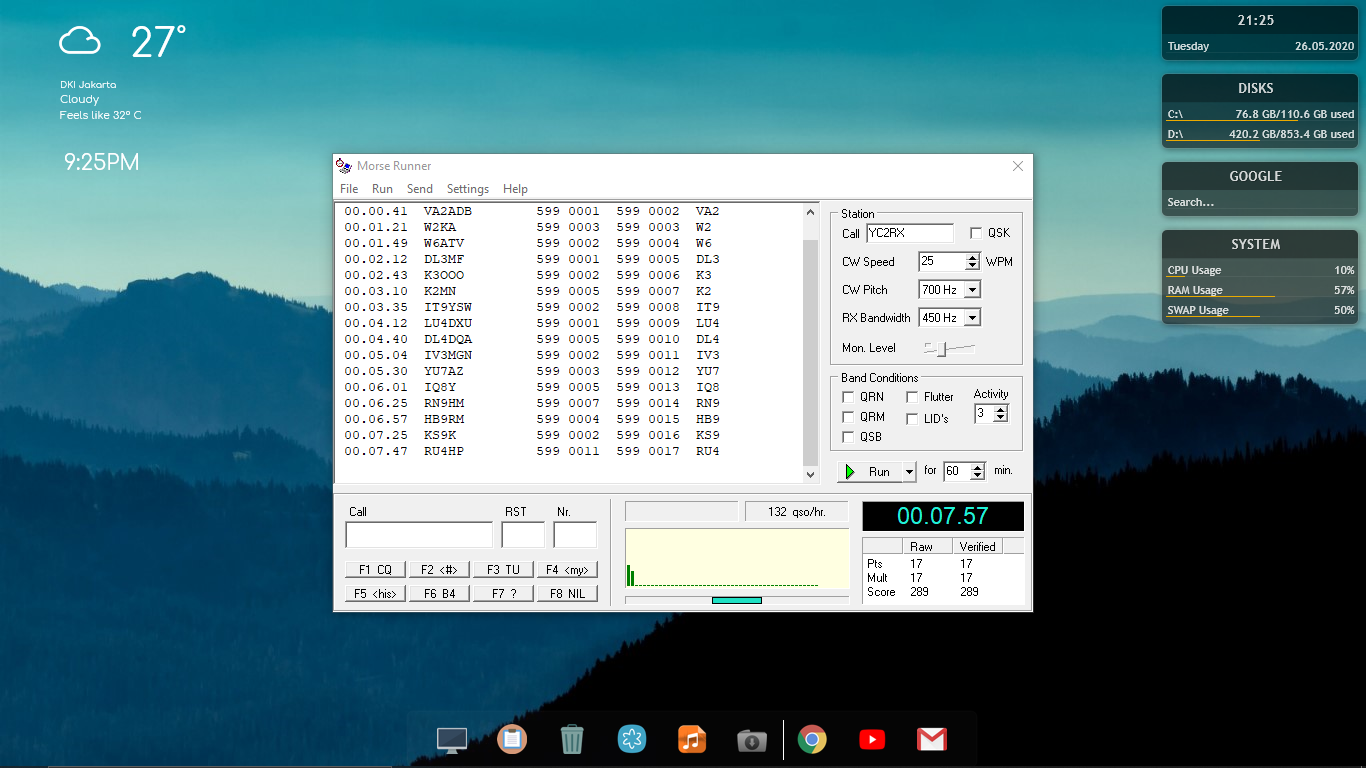 27°
DKI Jakarta
Cloudy
Feels like 32° C
9:25PM
21:25
Tuesday 26.05.2020
DISKS
C:\ 76.8 GB/110.6 GB used
D:\ 420.2 GB/853.4 GB used
GOOGLE
Search...
SYSTEM
CPU Usage 10%
RAM Usage 57%
SWAP Usage 50%
Morse Runner
File Run Send Settings Help
00.00.41 VA2ADB 599 0001 599 0002 VA2
00.01.21 W2KA 599 0003 599 0003 W2
00.01.49 W6ATV 599 0002 599 0004 W6
00.02.12 DL3MF 599 0001 599 0005 DL3
00.02.43 K3OOO 599 0002 599 0006 K3
00.03.10 K2MN 599 0005 599 0007 K2
00.03.35 IT9YSW 599 0002 599 0008 IT9
00.04.12 LU4DXU 599 0001 599 0009 LU4
00.04.40 DL4DQA 599 0005 599 0010 DL4
00.05.04 IV3MGN 599 0002 599 0011 IV3
00.05.30 YU7AZ 599 0003 599 0012 YU7
00.06.01 IQ8Y 599 0005 599 0013 IQ8
00.06.25 RN9HM 599 0007 599 0014 RN9
00.06.57 HB9RM 599 0004 599 0015 HB9
00.07.25 KS9K 599 0002 599 0016 KS9
00.07.47 RU4HP 599 0011 599 0017 RU4
Station
Call YC2RX QSK
CW Speed 25 WPM
CW Pitch 700 Hz
RX Bandwidth 450 Hz
Mon. Level
Band Conditions
QRN Flutter Activity
QRM LID's 3
QSB
Run for 60 min.
Call RST Nr.
F1 CQ F2 <#> F3 TU F4 <my>
F5 <his> F6 B4 F7 ? F8 NIL
132 qso/hr.
00.07.57
Raw Verified
Pts 17 17
Mult 17 17
Score 289 289